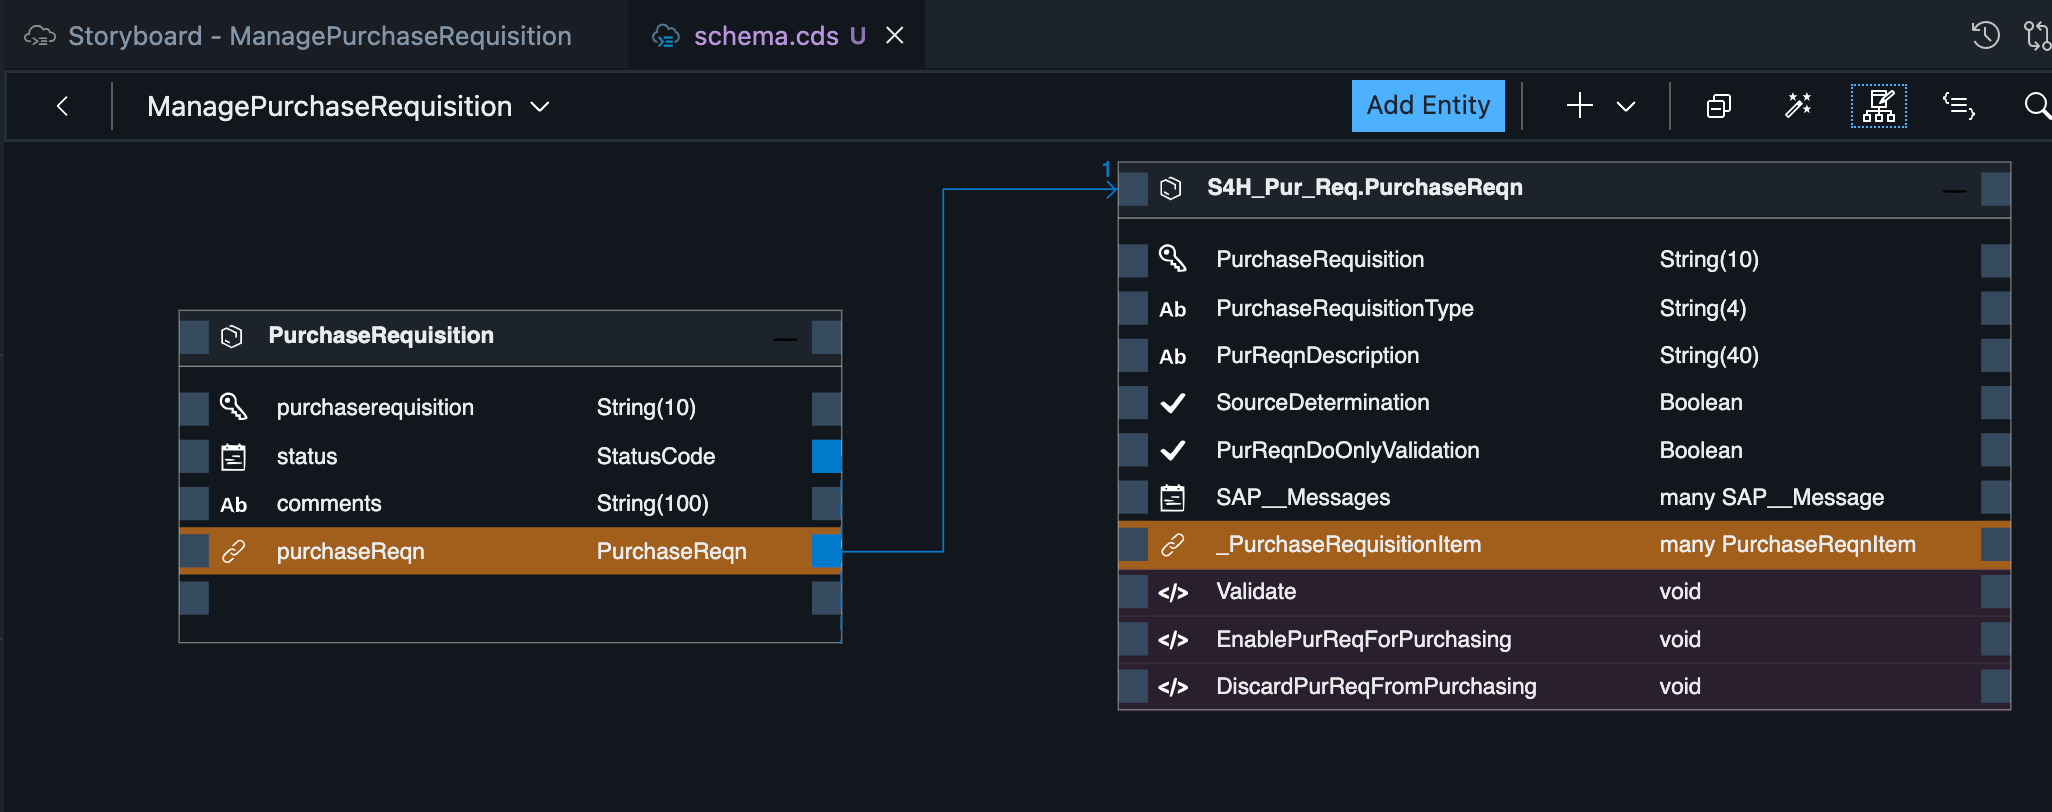 Storyboard - ManagePurchaseRequisition
schema.cds U
ManagePurchaseRequisition
Add Entity
1
PurchaseRequisition
purchaserequisition String(10)
status StatusCode
Ab comments String(100)
purchaseReqn PurchaseReqn
S4H_Pur_Req.PurchaseReqn
PurchaseRequisition String(10)
Ab PurchaseRequisitionType String(4)
Ab PurReqnDescription String(40)
SourceDetermination Boolean
PurReqnDoOnlyValidation Boolean
SAP__Messages many SAP__Message
_PurchaseRequisitionItem many PurchaseReqnItem
</> Validate void
</> EnablePurReqForPurchasing void
</> DiscardPurReqFromPurchasing void